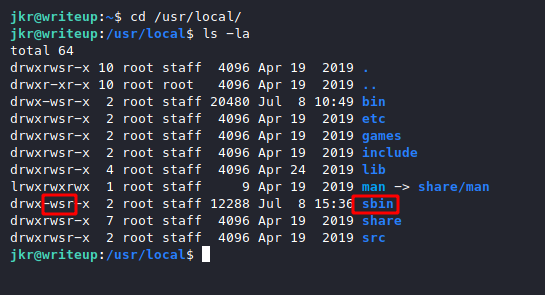 jkr@writeup:~$ cd /usr/local/
jkr@writeup:/usr/local$ ls -la
total 64
drwxrwsr-x 10 root staff  4096 Apr 19  2019 .
drwxr-xr-x 10 root root   4096 Apr 19  2019 ..
drwx-wsr-x  2 root staff 20480 Jul  8 10:49 bin
drwxrwsr-x  2 root staff  4096 Apr 19  2019 etc
drwxrwsr-x  2 root staff  4096 Apr 19  2019 games
drwxrwsr-x  2 root staff  4096 Apr 19  2019 include
drwxrwsr-x  4 root staff  4096 Apr 24  2019 lib
lrwxrwxrwx  1 root staff     9 Apr 19  2019 man -> share/man
drwx-wsr-x  2 root staff 12288 Jul  8 15:36 sbin
drwxrwsr-x  7 root staff  4096 Apr 19  2019 share
drwxrwsr-x  2 root staff  4096 Apr 19  2019 src
jkr@writeup:/usr/local$